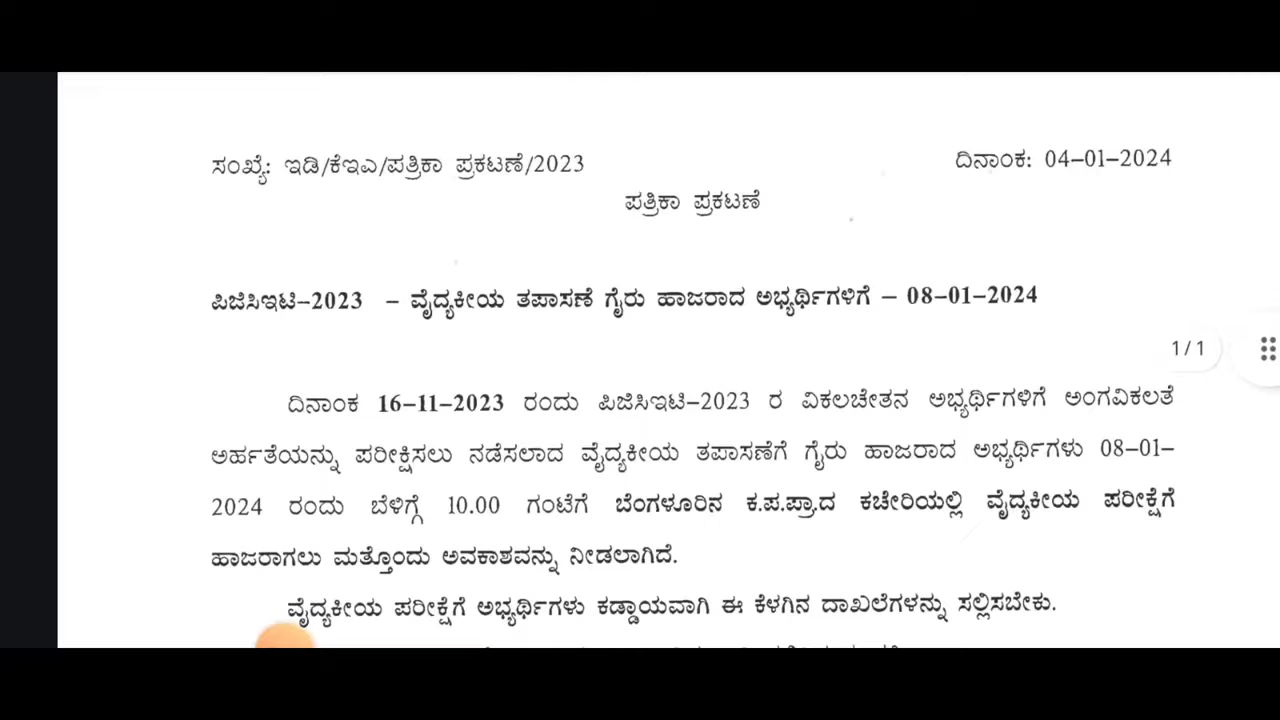 ಸಂಖ್ಯೆ: ಇಡಿ/ಕೆಇಎ/ಪತ್ರಿಕಾ ಪ್ರಕಟಣೆ/2023 ದಿನಾಂಕ: 04-01-2024
ಪತ್ರಿಕಾ ಪ್ರಕಟಣೆ
ಪಿಜಿಸಿಇಟಿ-2023 - ವೈದ್ಯಕೀಯ ತಪಾಸಣೆ ಗೈರು ಹಾಜರಾದ ಅಭ್ಯರ್ಥಿಗಳಿಗೆ - 08-01-2024
1/1
ದಿನಾಂಕ 16-11-2023 ರಂದು ಪಿಜಿಸಿಇಟಿ-2023 ರ ವಿಕಲಚೇತನ ಅಭ್ಯರ್ಥಿಗಳಿಗೆ ಅಂಗವಿಕಲತೆ
ಅರ್ಹತೆಯನ್ನು ಪರೀಕ್ಷಿಸಲು ನಡೆಸಲಾದ ವೈದ್ಯಕೀಯ ತಪಾಸಣೆಗೆ ಗೈರು ಹಾಜರಾದ ಅಭ್ಯರ್ಥಿಗಳು 08-01-
2024 ರಂದು ಬೆಳಿಗ್ಗೆ 10.00 ಗಂಟೆಗೆ ಬೆಂಗಳೂರಿನ ಕ.ಪ.ಪ್ರಾ.ದ ಕಚೇರಿಯಲ್ಲಿ ವೈದ್ಯಕೀಯ ಪರೀಕ್ಷೆಗೆ
ಹಾಜರಾಗಲು ಮತ್ತೊಂದು ಅವಕಾಶವನ್ನು ನೀಡಲಾಗಿದೆ.
ವೈದ್ಯಕೀಯ ಪರೀಕ್ಷೆಗೆ ಅಭ್ಯರ್ಥಿಗಳು ಕಡ್ಡಾಯವಾಗಿ ಈ ಕೆಳಗಿನ ದಾಖಲೆಗಳನ್ನು ಸಲ್ಲಿಸಬೇಕು.